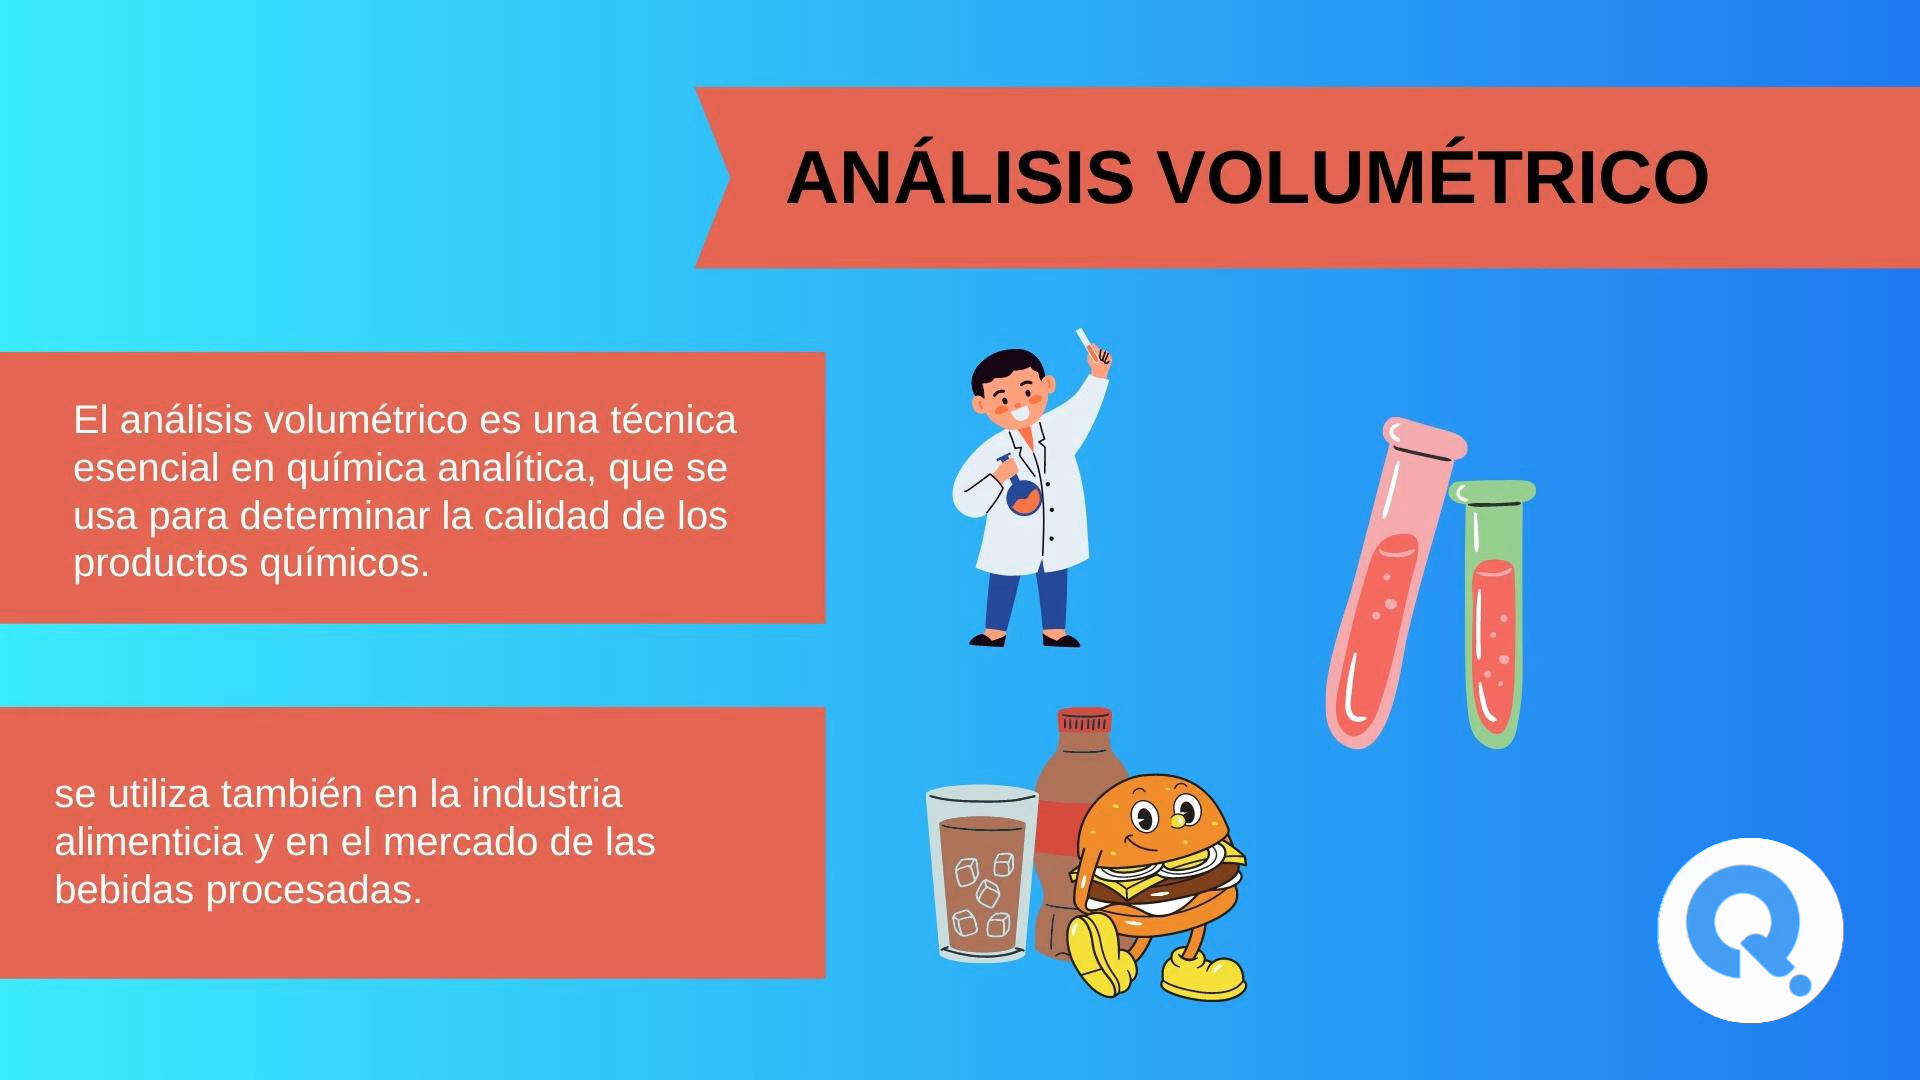 ANÁLISIS VOLUMÉTRICO
El análisis volumétrico es una técnica
esencial en química analítica, que se
usa para determinar la calidad de los
productos químicos.
se utiliza también en la industria
alimenticia y en el mercado de las
bebidas procesadas.